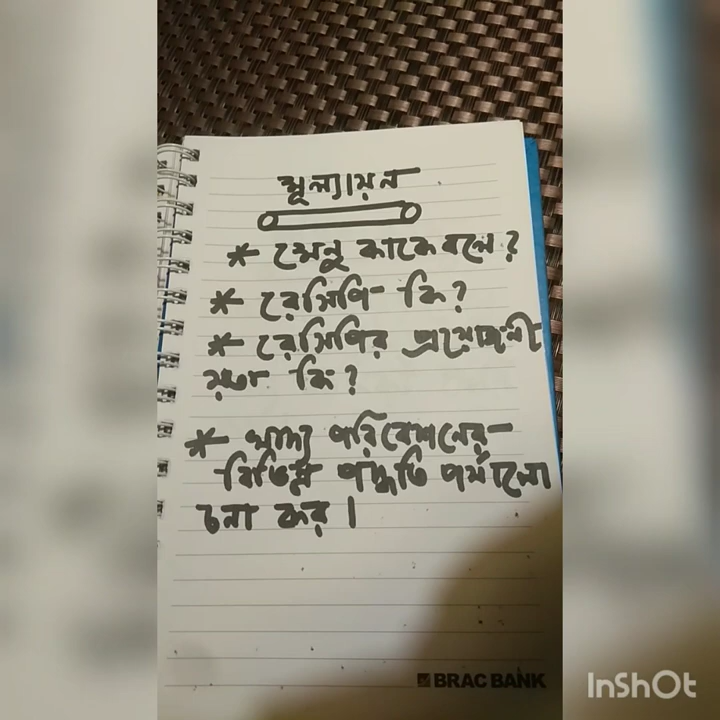 মূল্যায়ন
* মেনু কাকে বলে?
* রেসিপি কি?
* রেসিপির প্রয়োজনী
য়তা কি?
* খাদ্য পরিবেশনের
বিভিন্ন পদ্ধতি পর্যালো
চনা কর।
BRAC BANK
InShOt